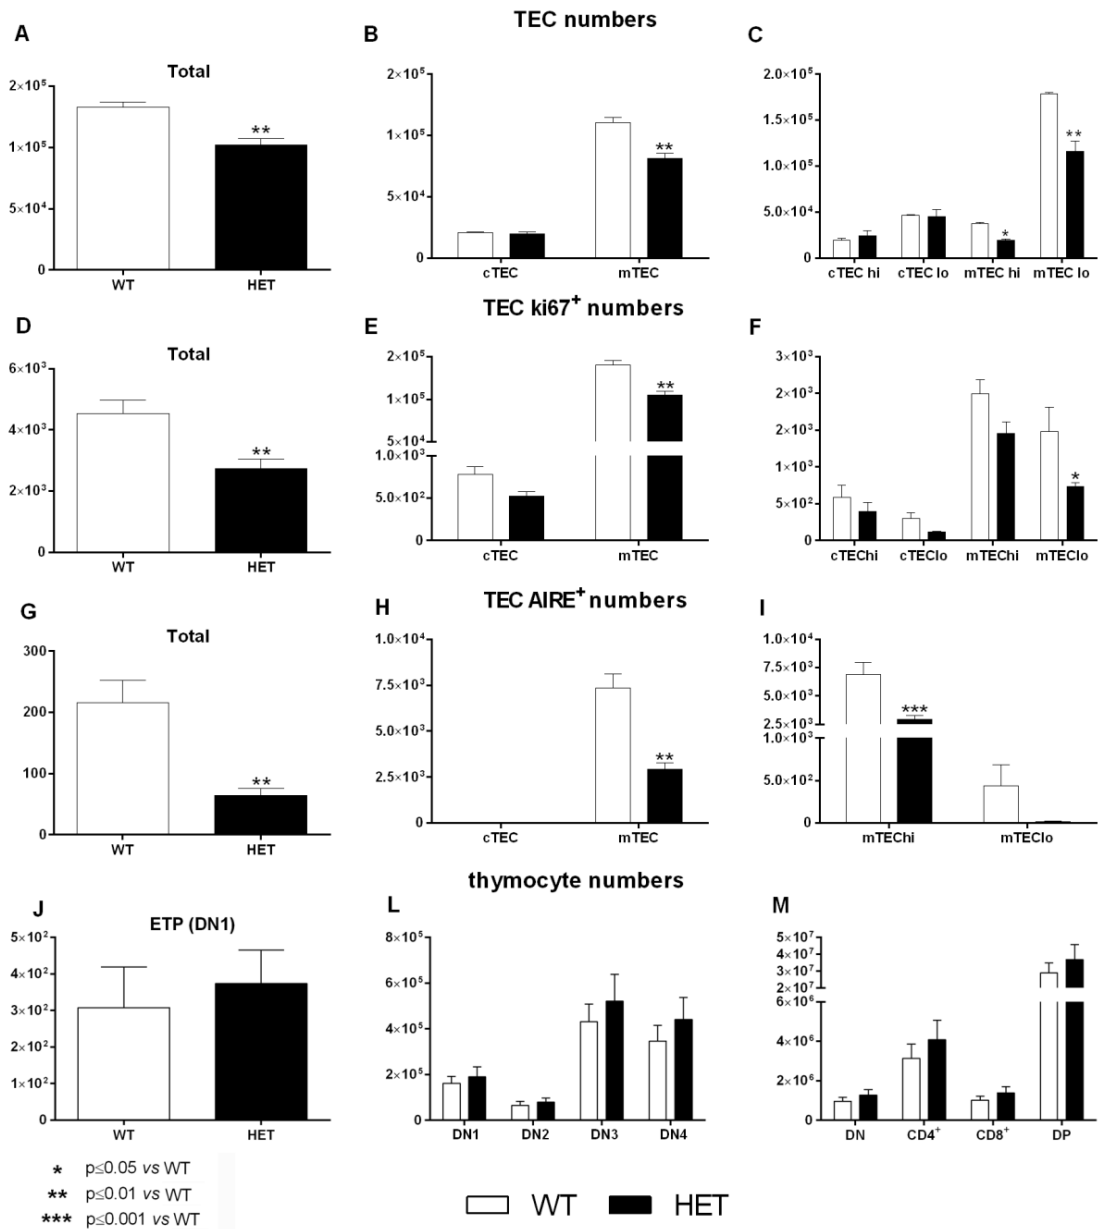 TEC numbers
A
Total
2×10⁵
1×10⁵
5×10⁴
0
WT
HET
**
B
2×10⁵
1×10⁵
5×10⁴
0
cTEC
mTEC
**
C
2.0×10⁵
1.5×10⁵
1.0×10⁵
5.0×10⁴
0
cTEC hi
cTEC lo
mTEC hi
mTEC lo
*
**
TEC ki67⁺ numbers
D
Total
6×10³
4×10³
2×10³
0
WT
HET
**
E
2×10⁵
1×10⁵
5×10⁴
1.0×10³
5.0×10²
0
cTEC
mTEC
**
F
3×10³
2×10³
2×10³
1×10³
5×10²
0
cTEChi
cTEClo
mTEChi
mTEClo
*
TEC AIRE⁺ numbers
G
Total
300
200
100
0
WT
HET
**
H
1.0×10⁴
7.5×10³
5.0×10³
2.5×10³
0
cTEC
mTEC
**
I
1.0×10⁴
7.5×10³
5.0×10³
2.5×10³
1.0×10³
5.0×10²
0
mTEChi
mTEClo
***
thymocyte numbers
J
ETP (DN1)
5×10²
4×10²
3×10²
2×10²
1×10²
0
WT
HET
L
8×10⁵
6×10⁵
4×10⁵
2×10⁵
0
DN1
DN2
DN3
DN4
M
5×10⁷
4×10⁷
3×10⁷
2×10⁷
6×10⁶
4×10⁶
2×10⁶
0
DN
CD4⁺
CD8⁺
DP
* p≤0.05 vs WT
** p≤0.01 vs WT
*** p≤0.001 vs WT
WT
HET